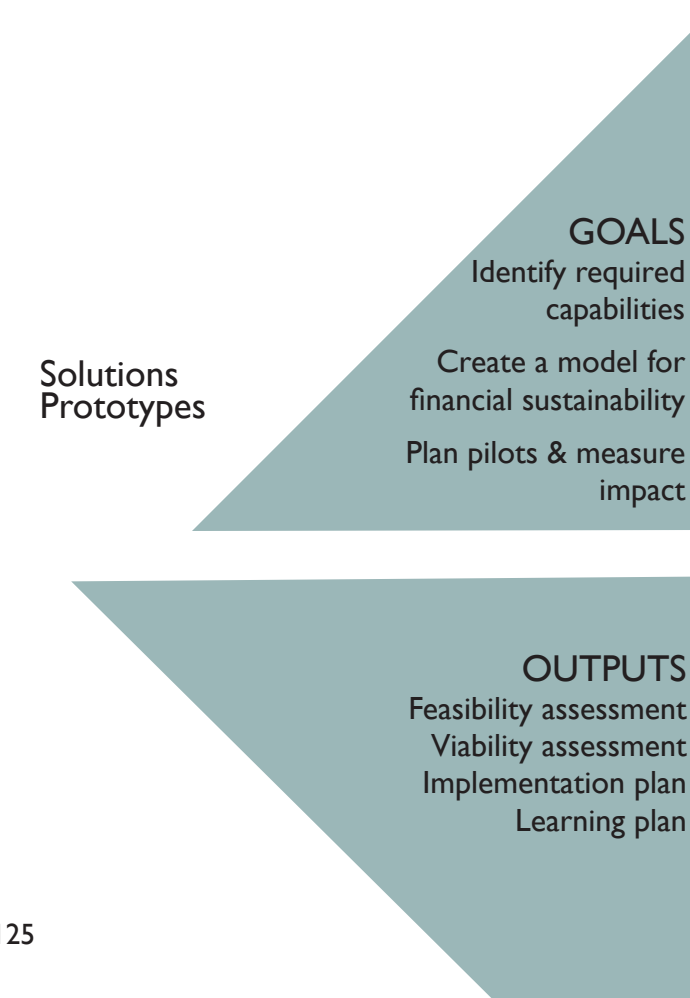 GOALS
Identify required
capabilities
Create a model for
financial sustainability
Plan pilots & measure
impact
Solutions
Prototypes
OUTPUTS
Feasibility assessment
Viability assessment
Implementation plan
Learning plan
125